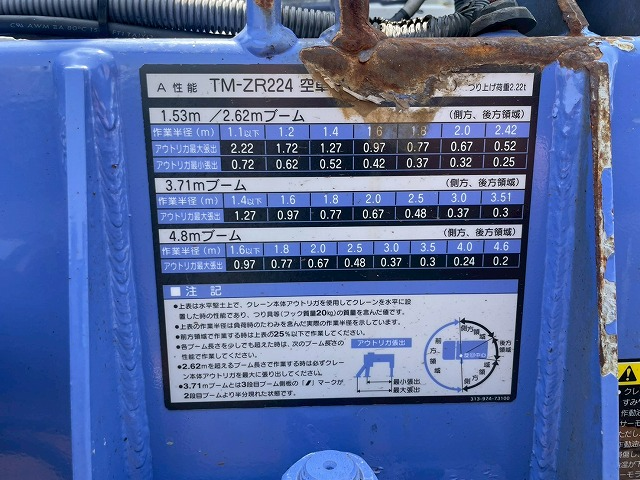 C% AWM 8A 80°C
A 性能 TM-ZR224 空車 つり上げ荷重2.22t
1.53m／2.62mブーム (側方、後方領域)
作業半径(m) 1.1以下 1.2 1.4 1.6 1.8 2.0 2.42
アウトリガ最大張出 2.22 1.72 1.27 0.97 0.77 0.67 0.52
アウトリガ最小張出 0.72 0.62 0.52 0.42 0.37 0.32 0.25
3.71mブーム (側方、後方領域)
作業半径(m) 1.4以下 1.6 1.8 2.0 2.5 3.0 3.51
アウトリガ最大張出 1.27 0.97 0.77 0.67 0.48 0.37 0.3
4.8mブーム (側方、後方領域)
作業半径(m) 1.6以下 1.8 2.0 2.5 3.0 3.5 4.0 4.6
アウトリガ最大張出 0.97 0.77 0.67 0.48 0.37 0.3 0.24 0.2
■注記
●上表は水平堅土上で、クレーン本体アウトリガを使用してクレーンを水平に設
置した時の性能であり、つり具等(フック質量20kg)の質量を含んだ値です。
●上表の作業半径は負荷時のたわみを含んだ実際の作業半径を示しています。
●前方領域で作業する時は上表の25%以下で作業してください。
●各ブーム長さを少しでも超えた時は、次のブーム長さの
性能で作業してください。
●2.62mを超えるブーム長さで作業する時は必ずクレー
ン本体アウトリガを最大に張り出してください。
●3.71mブームとは3段目ブーム側板の(〃)マークが
2段目ブームより半分現れた状態です。
アウトリガ張出
最小張出
最大張出
前方領域
側方領域
後方領域
旋回中心
側方領域
313-974-73100